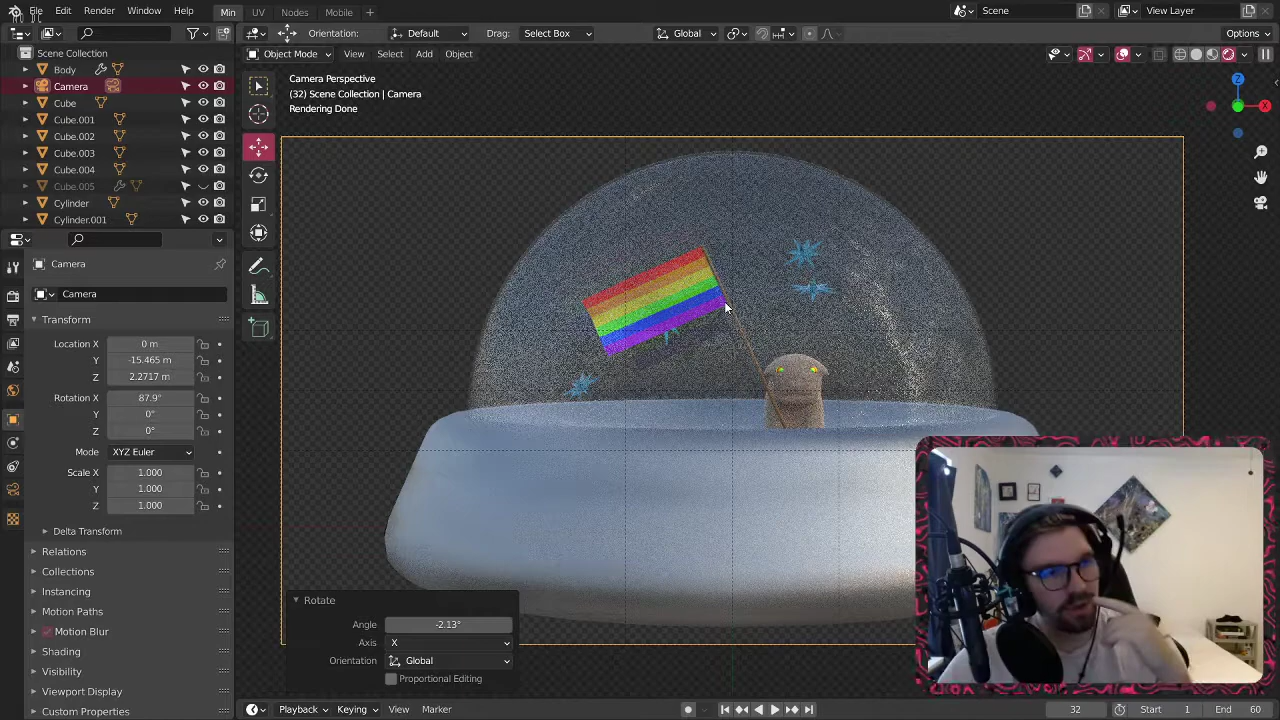 File Edit Render Window Help Min UV Nodes Mobile + Scene View Layer
Orientation: Default Drag: Select Box Global Options
Object Mode View Select Add Object
Scene Collection
Body
Camera
Cube
Cube.001
Cube.002
Cube.003
Cube.004
Cube.005
Cylinder
Cylinder.001
Camera
Camera
Transform
Location X 0 m
Y -15.465 m
Z 2.2717 m
Rotation X 87.9°
Y 0°
Z 0°
Mode XYZ Euler
Scale X 1.000
Y 1.000
Z 1.000
Delta Transform
Relations
Collections
Instancing
Motion Paths
Motion Blur
Shading
Visibility
Viewport Display
Custom Properties
Camera Perspective
(32) Scene Collection | Camera
Rendering Done
Z
X
Rotate
Angle -2.13°
Axis X
Orientation Global
Proportional Editing
Playback Keying View Marker 32 Start 1 End 60